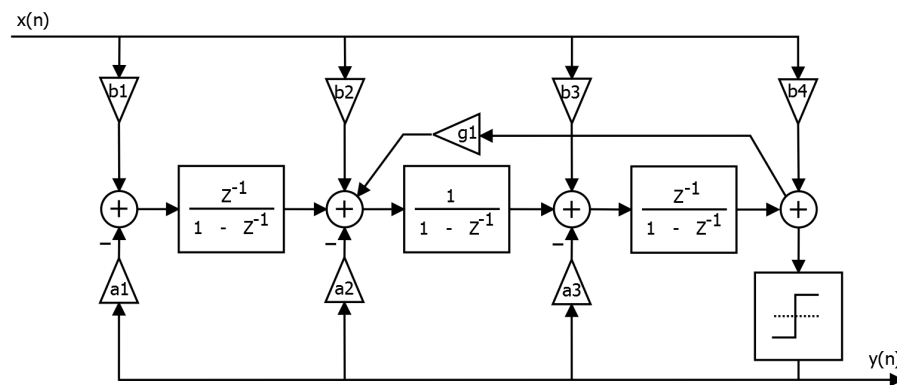 x(n)
b1
b2
b3
b4
g1
Z⁻¹
1 - Z⁻¹
1
1 - Z⁻¹
Z⁻¹
1 - Z⁻¹
+
+
+
+
−
−
−
a1
a2
a3
y(n)